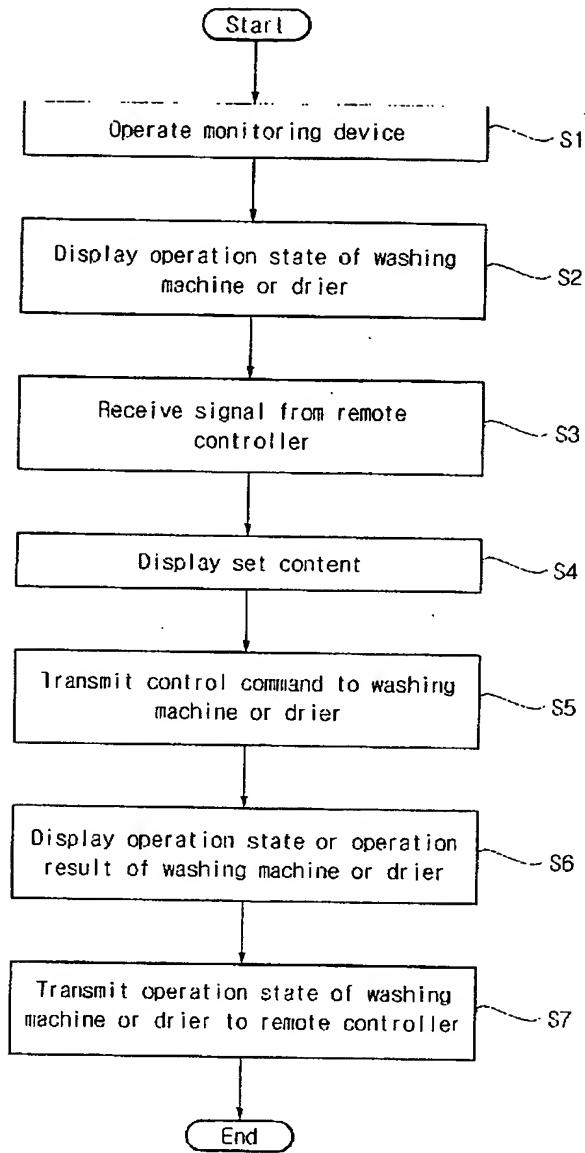 Start
Operate monitoring device
S1
Display operation state of washing
machine or drier
S2
Receive signal from remote
controller
S3
Display set content
S4
Transmit control command to washing
machine or drier
S5
Display operation state or operation
result of washing machine or drier
S6
Transmit operation state of washing
machine or drier to remote controller
S7
End